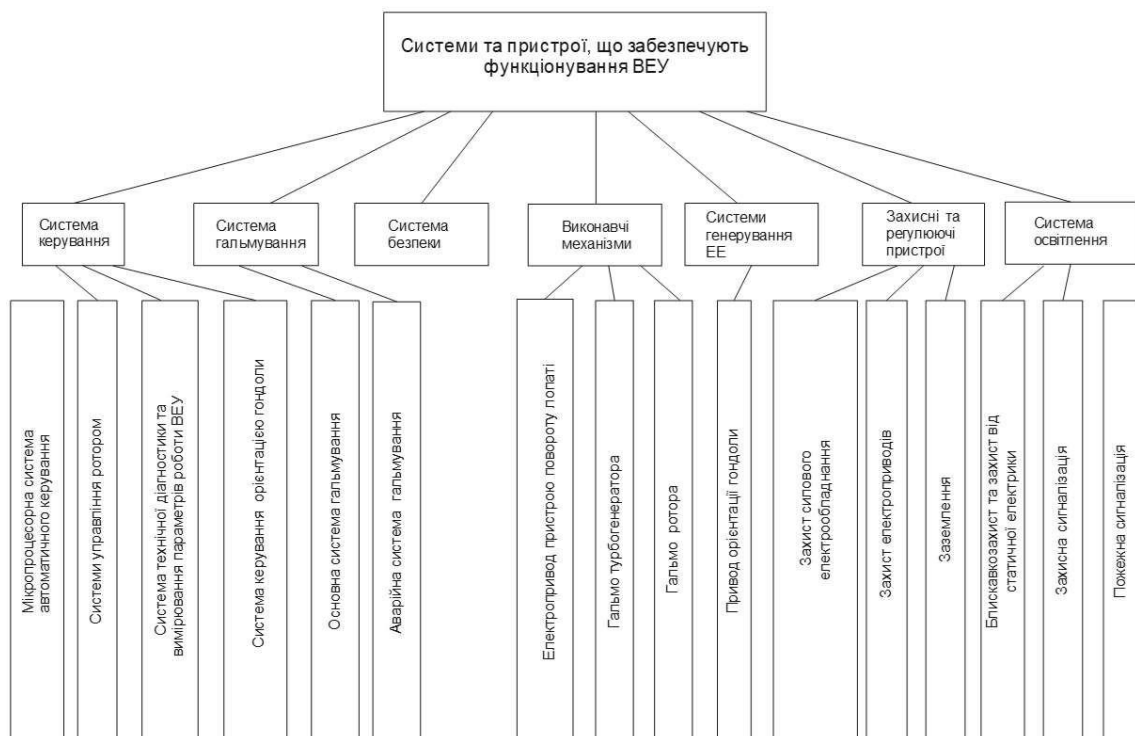 Системи та пристрої, що забезпечують
функціонування ВЕУ
Система
керування
Система
гальмування
Система
безпеки
Виконавчі
механізми
Системи
генерування
ЕЕ
Захисні та
регулюючі
пристрої
Система
освітлення
Мікропроцесорна система
автоматичного керування
Системи управління ротором
Система технічної діагностики та
вимірювання параметрів роботи ВЕУ
Система керування орієнтацією гондоли
Основна система гальмування
Аварійна система гальмування
Електропривод пристрою повороту лопаті
Гальмо турбогенератора
Гальмо ротора
Привод орієнтації гондоли
Захист силового
електрообладнання
Захист електроприводів
Заземлення
Блискавкозахист та захист від
статичної електрики
Захисна сигналізація
Пожежна сигналізація